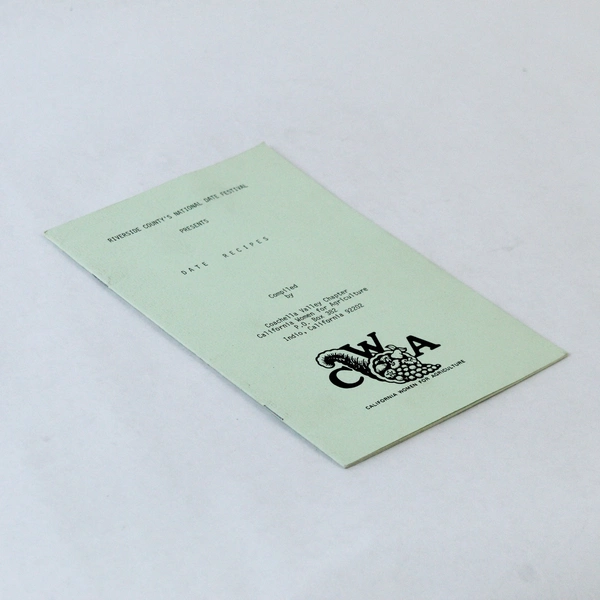 RIVERSIDE COUNTY'S NATIONAL DATE FESTIVAL
PRESENTS
DATE RECIPES
Compiled
by
Coachella Valley Chapter
California Women for Agriculture
P.O. Box 382
Indio, California 92202
CWA
CALIFORNIA WOMEN FOR AGRICULTURE